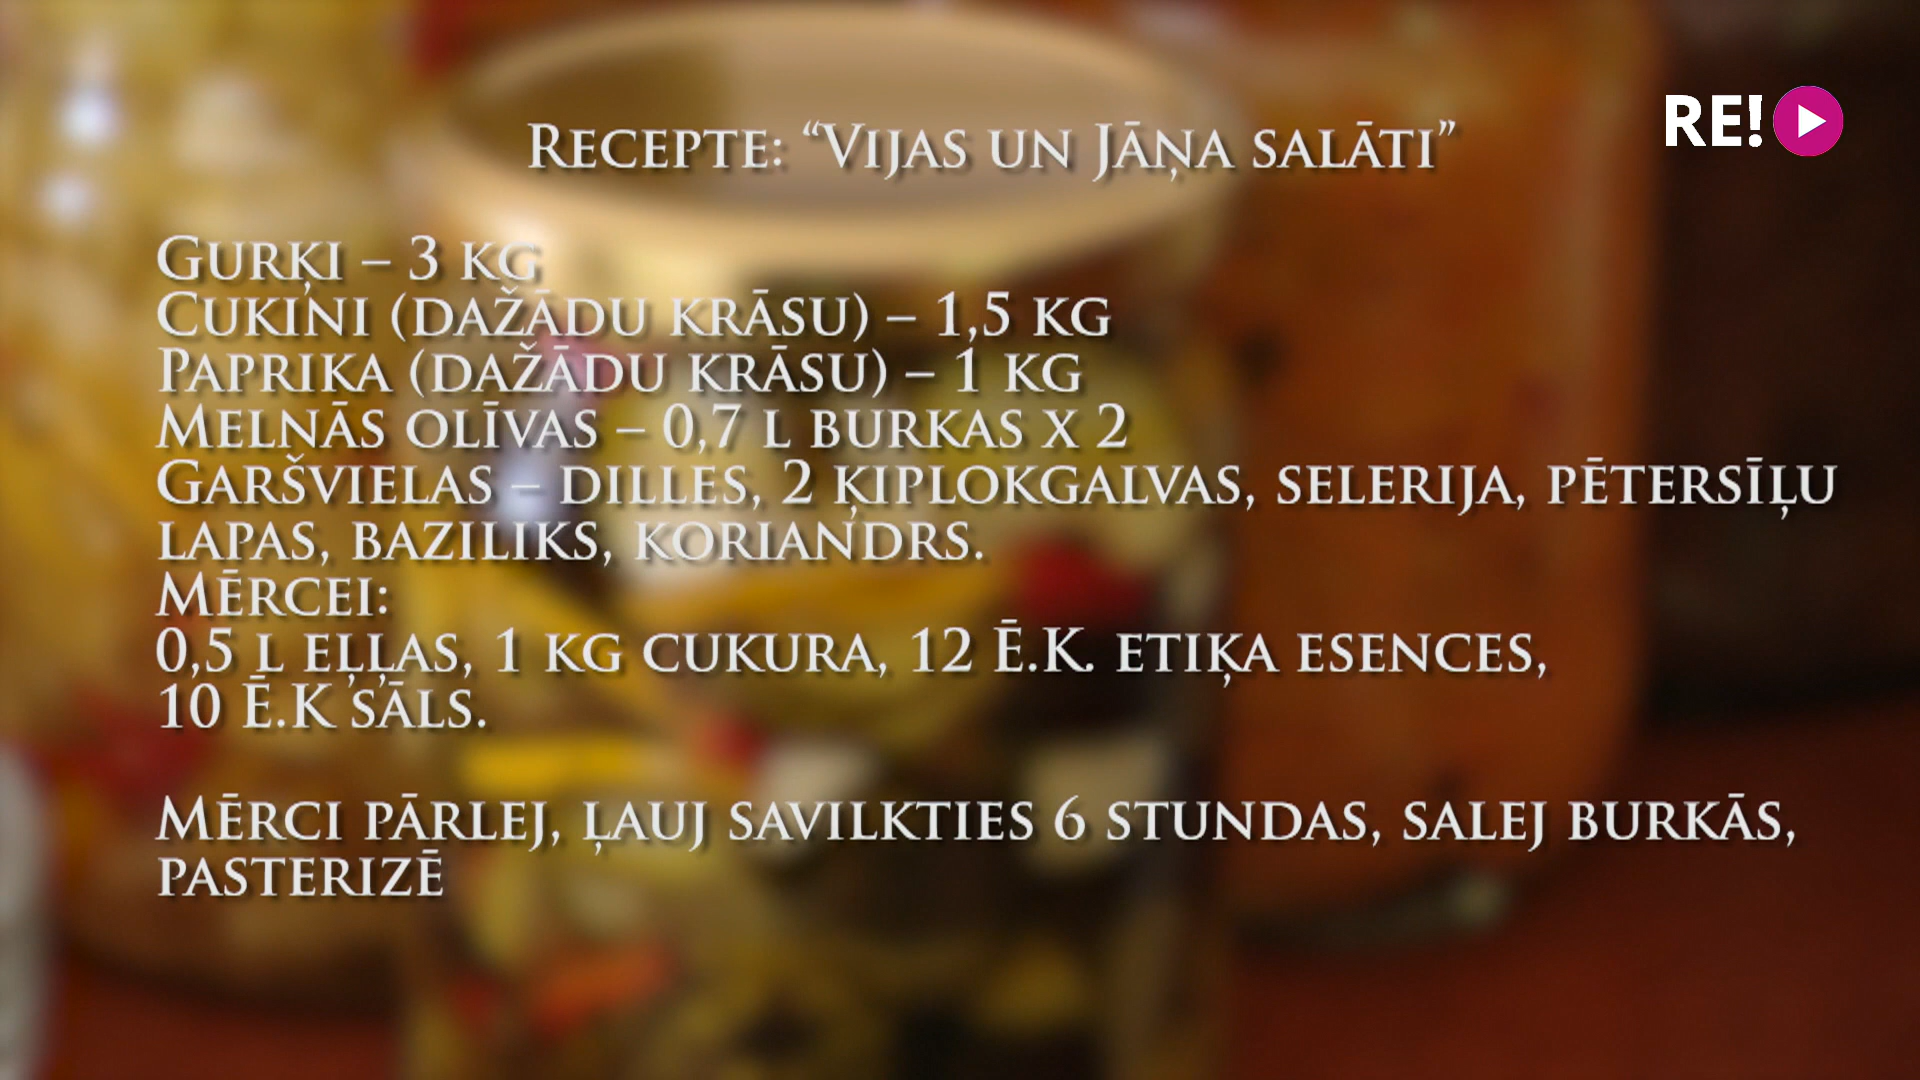 Recepte: “Vijas un Jāņa salāti”
RE!
Gurķi – 3 kg
Cukini (dažādu krāsu) – 1,5 kg
Paprika (dažādu krāsu) – 1 kg
Melnās olīvas – 0,7 l burkas x 2
Garšvielas – dilles, 2 ķiplokgalvas, selerija, pētersīļu
lapas, baziliks, koriandrs.
Mērcei:
0,5 l eļļas, 1 kg cukura, 12 ē.k. etiķa esences,
10 ē.k sāls.
Mērci pārlej, ļauj savilkties 6 stundas, salej burkās,
pasterizē